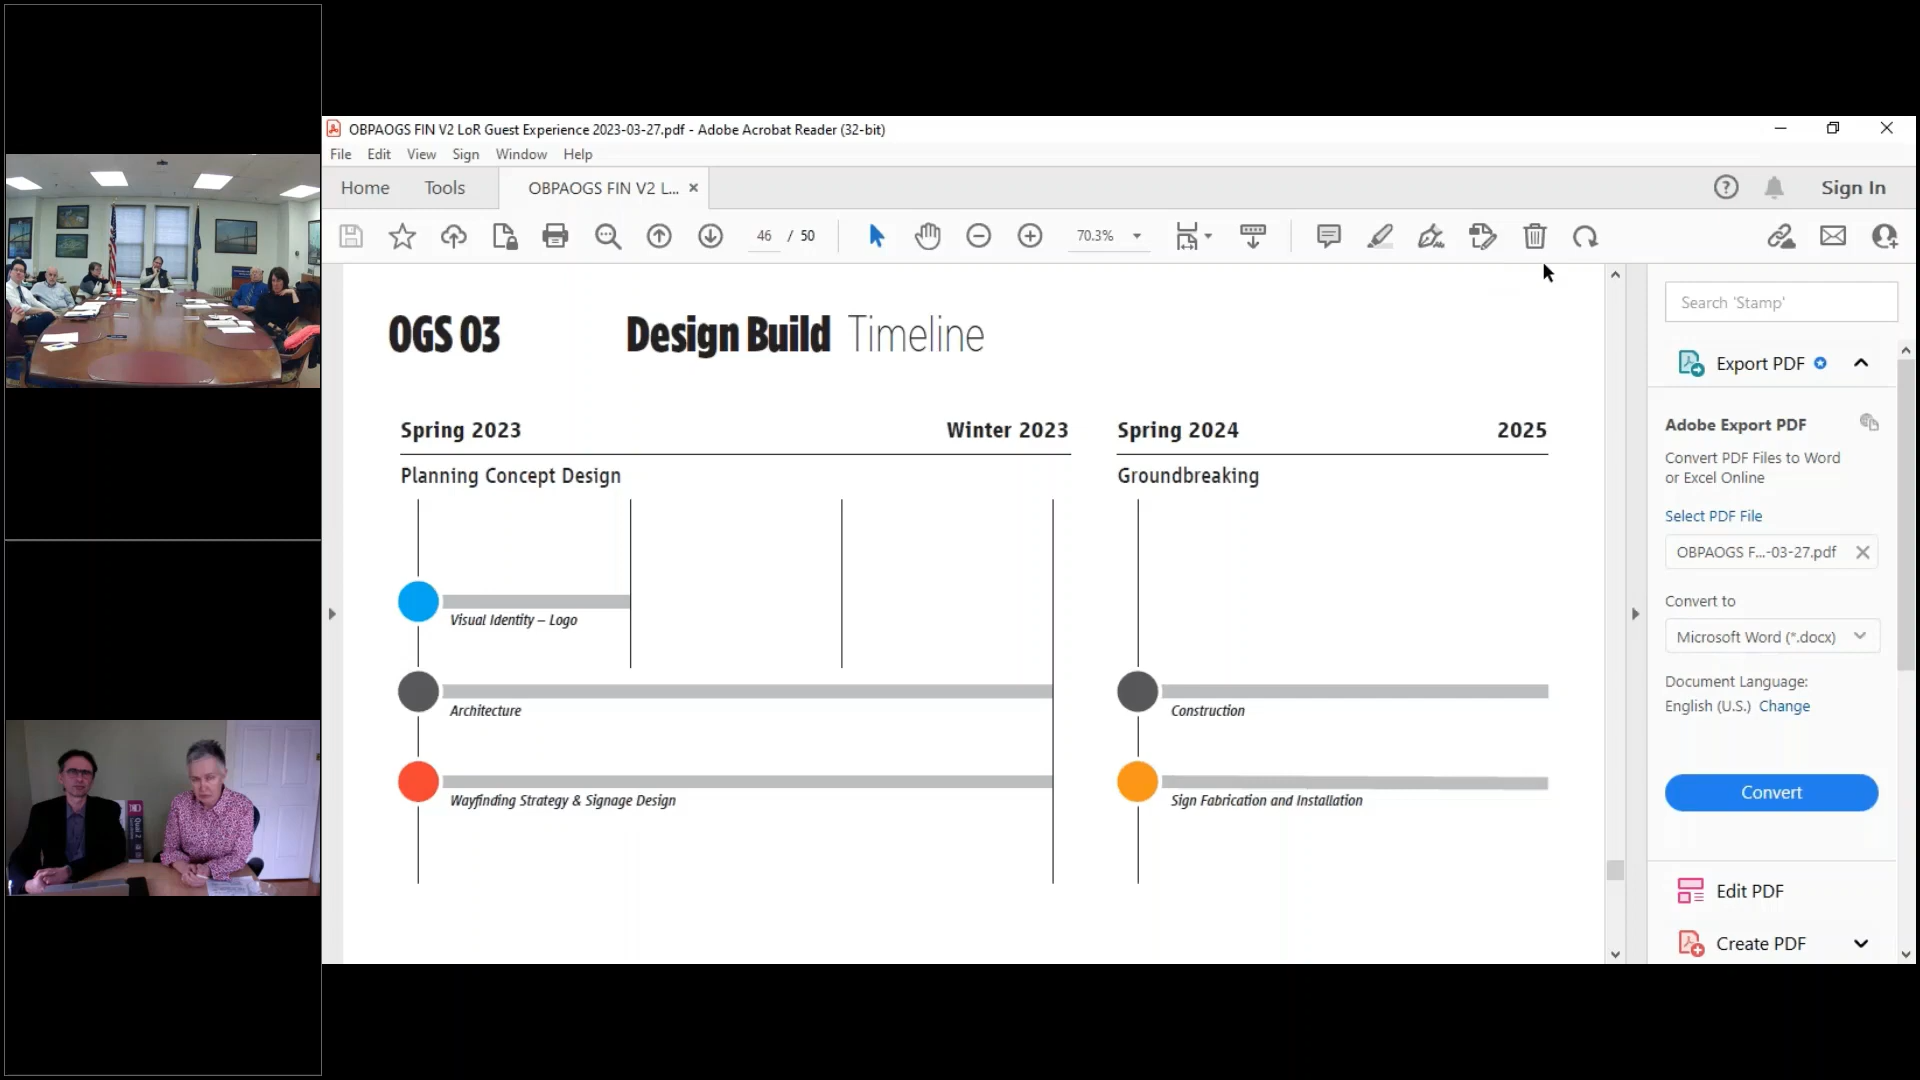 OBPAOGS FIN V2 LoR Guest Experience 2023-03-27.pdf - Adobe Acrobat Reader (32-bit)
File Edit View Sign Window Help
Home Tools OBPAOGS FIN V2 L... Sign In
46 / 50 70.3%
OGS 03 Design Build Timeline
Spring 2023 Winter 2023 Spring 2024 2025
Planning Concept Design Groundbreaking
Visual Identity – Logo
Architecture Construction
Wayfinding Strategy & Signage Design Sign Fabrication and Installation
Search 'Stamp'
Export PDF
Adobe Export PDF
Convert PDF Files to Word
or Excel Online
Select PDF File
OBPAOGS F...-03-27.pdf
Convert to
Microsoft Word (*.docx)
Document Language:
English (U.S.) Change
Convert
Edit PDF
Create PDF